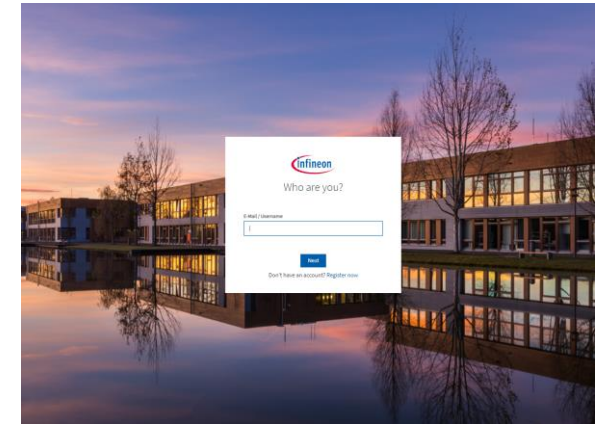 infineon
Who are you?
E-Mail / Username
Next
Don't have an account? Register now